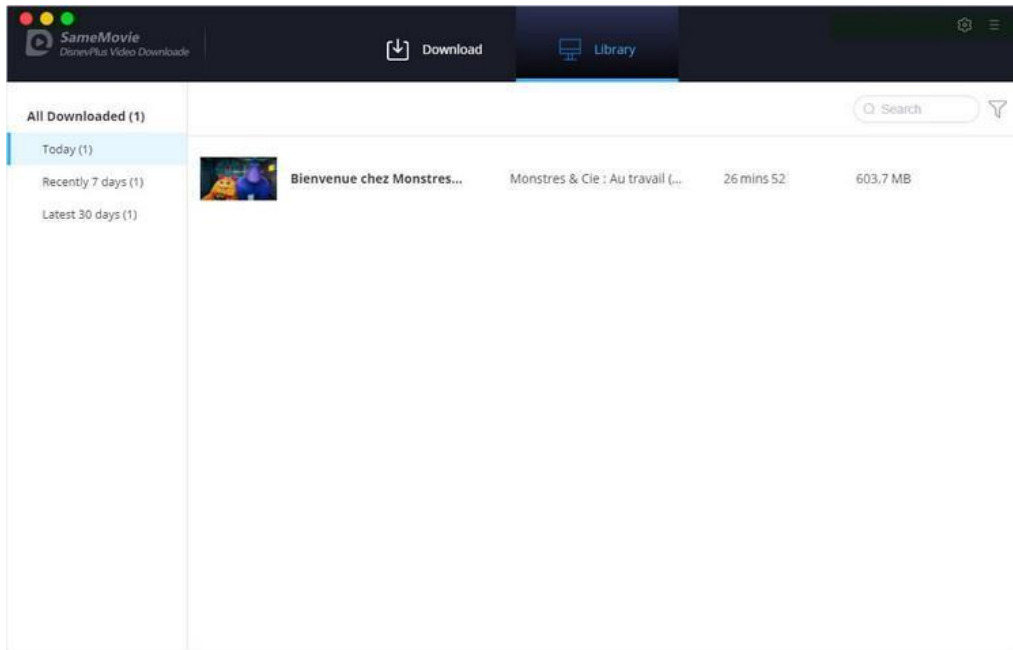 SameMovie
DisneyPlus Video Downloade
Download
Library
All Downloaded (1)
Search
Today (1)
Recently 7 days (1)
Latest 30 days (1)
Bienvenue chez Monstres... Monstres & Cie : Au travail (... 26 mins 52 603.7 MB